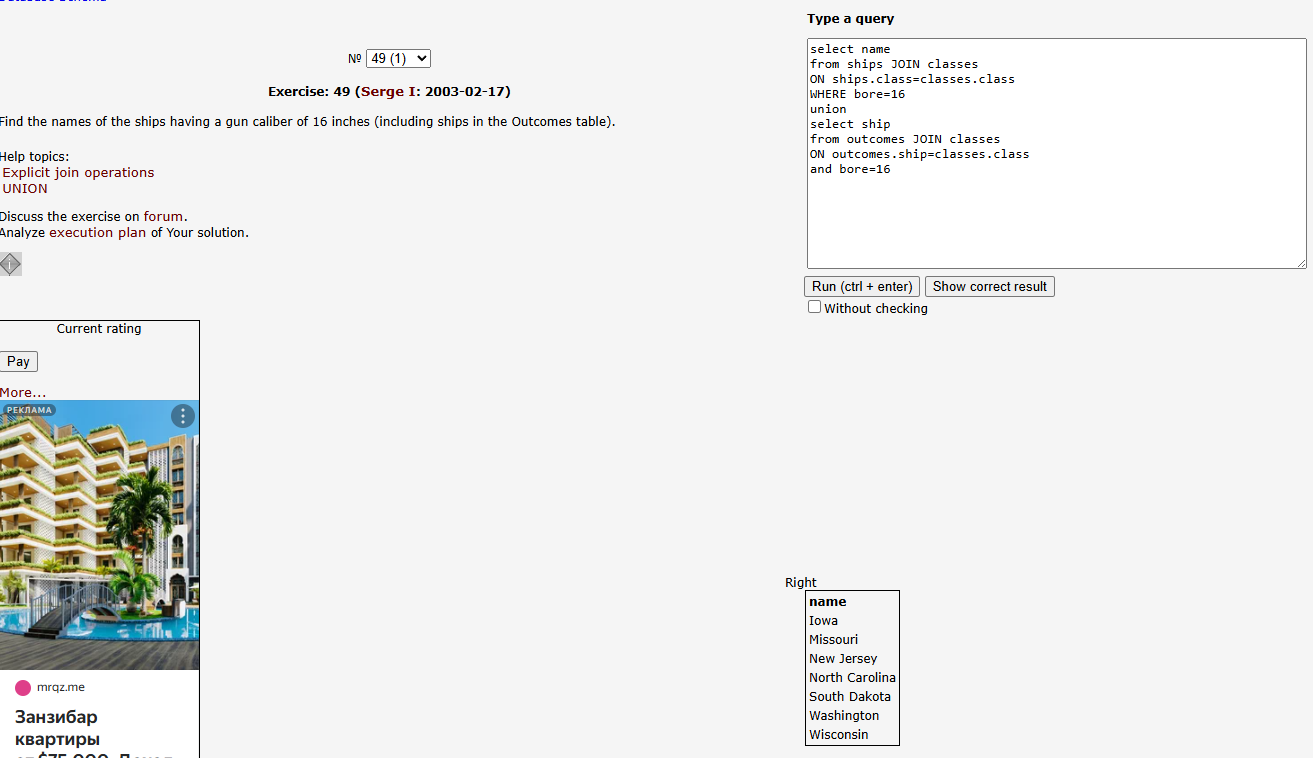 Type a query
select name
from ships JOIN classes
ON ships.class=classes.class
WHERE bore=16
union
select ship
from outcomes JOIN classes
ON outcomes.ship=classes.class
and bore=16
Run (ctrl + enter) Show correct result
Without checking
№ 49 (1)
Exercise: 49 (Serge I: 2003-02-17)
Find the names of the ships having a gun caliber of 16 inches (including ships in the Outcomes table).
Help topics:
Explicit join operations
UNION
Discuss the exercise on forum.
Analyze execution plan of Your solution.
Current rating
Pay
More...
РЕКЛАМА
mrqz.me
Занзибар
квартиры
Right
name
Iowa
Missouri
New Jersey
North Carolina
South Dakota
Washington
Wisconsin